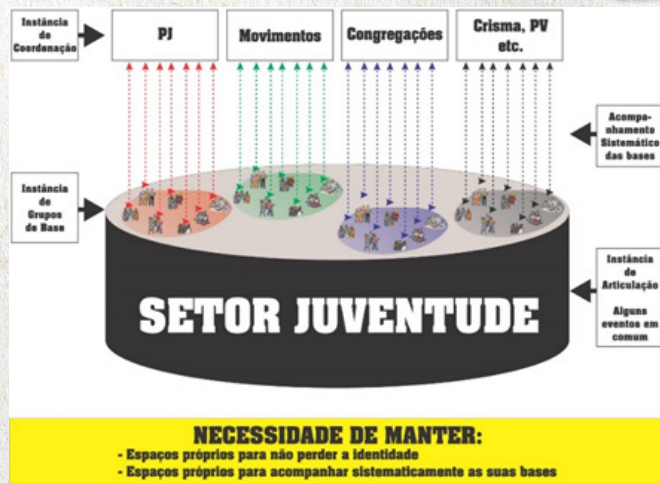 Instância
de
Coordenação
PJ
Movimentos
Congregações
Crisma, PV
etc.
Acompa-
nhamento
Sistemático
das bases
Instância
de
Grupos
de Base
Instância
de
Articulação
Alguns
eventos em
comum
SETOR JUVENTUDE
NECESSIDADE DE MANTER:
- Espaços próprios para não perder a identidade
- Espaços próprios para acompanhar sistematicamente as suas bases